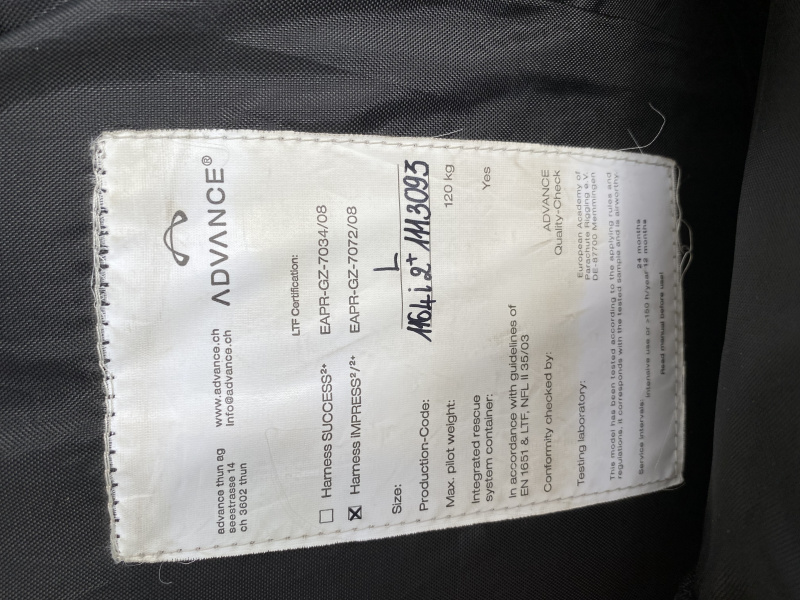 ADVANCE®
advance thun ag www.advance.ch
seestrasse 14 info@advance.ch
ch 3602 thun
LTF Certification:
Harness SUCCESS²⁺ EAPR-GZ-7034/08
Harness IMPRESS²/²⁺ EAPR-GZ-7072/08
Size: L
Production-Code: 1164i2+ 1113093
Max. pilot weight: 120 kg
Integrated rescue
system container: Yes
In accordance with guidelines of
EN 1651 & LTF, NFL II 35/03
Conformity checked by: ADVANCE
Quality-Check
Testing laboratory: European Academy of
Parachute Rigging e.V.
DE-87700 Memmingen
This model has been tested according to the applying rules and
regulations. It corresponds with the tested sample and is airworthy.
Service intervals: 24 months
Intensive use or >150 h/year 12 months
Read manual before use!